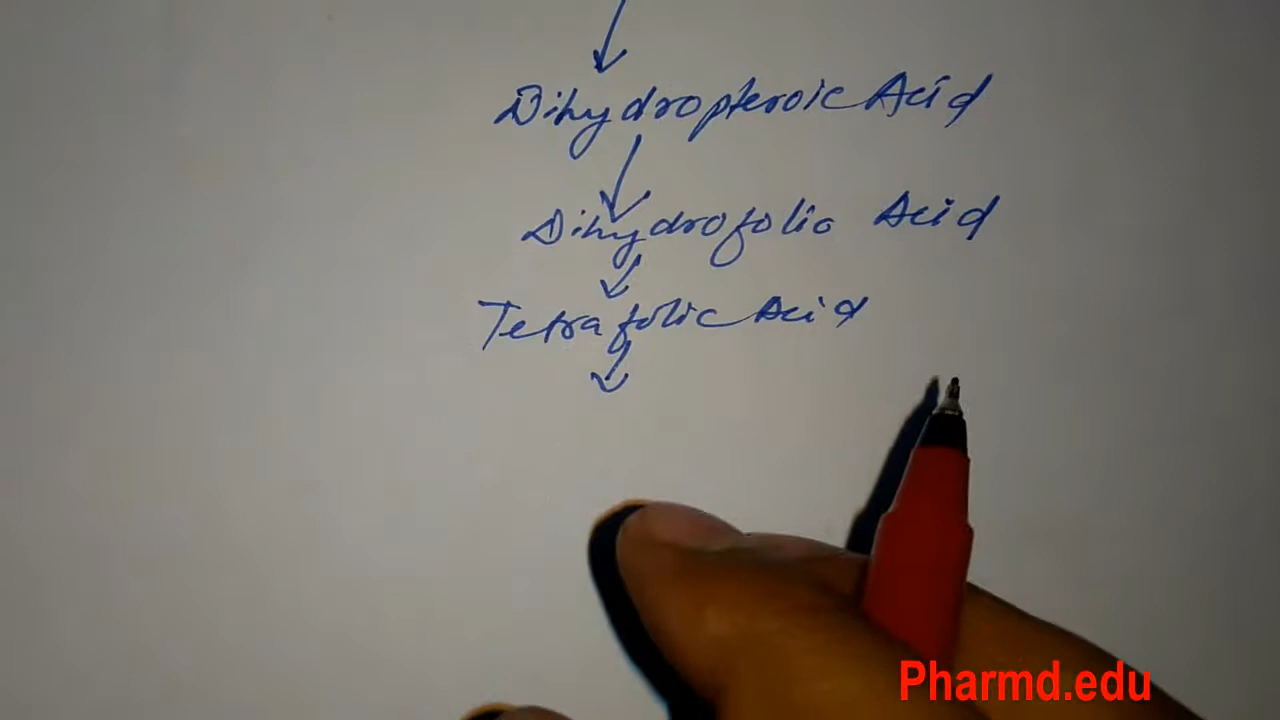 Dihydropteroic Acid
Dihydrofolic Acid
Tetrafolic Acid
Pharmd.edu